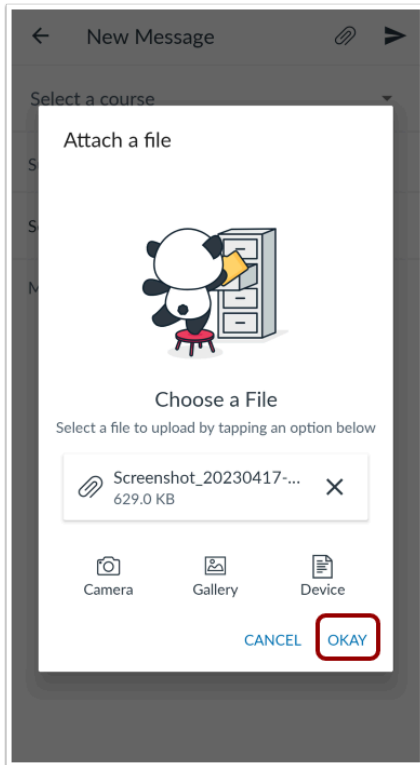 New Message
Select a course
S
Attach a file
S
M
Choose a File
Select a file to upload by tapping an option below
Screenshot_20230417-...
629.0 KB
Camera Gallery Device
CANCEL OKAY